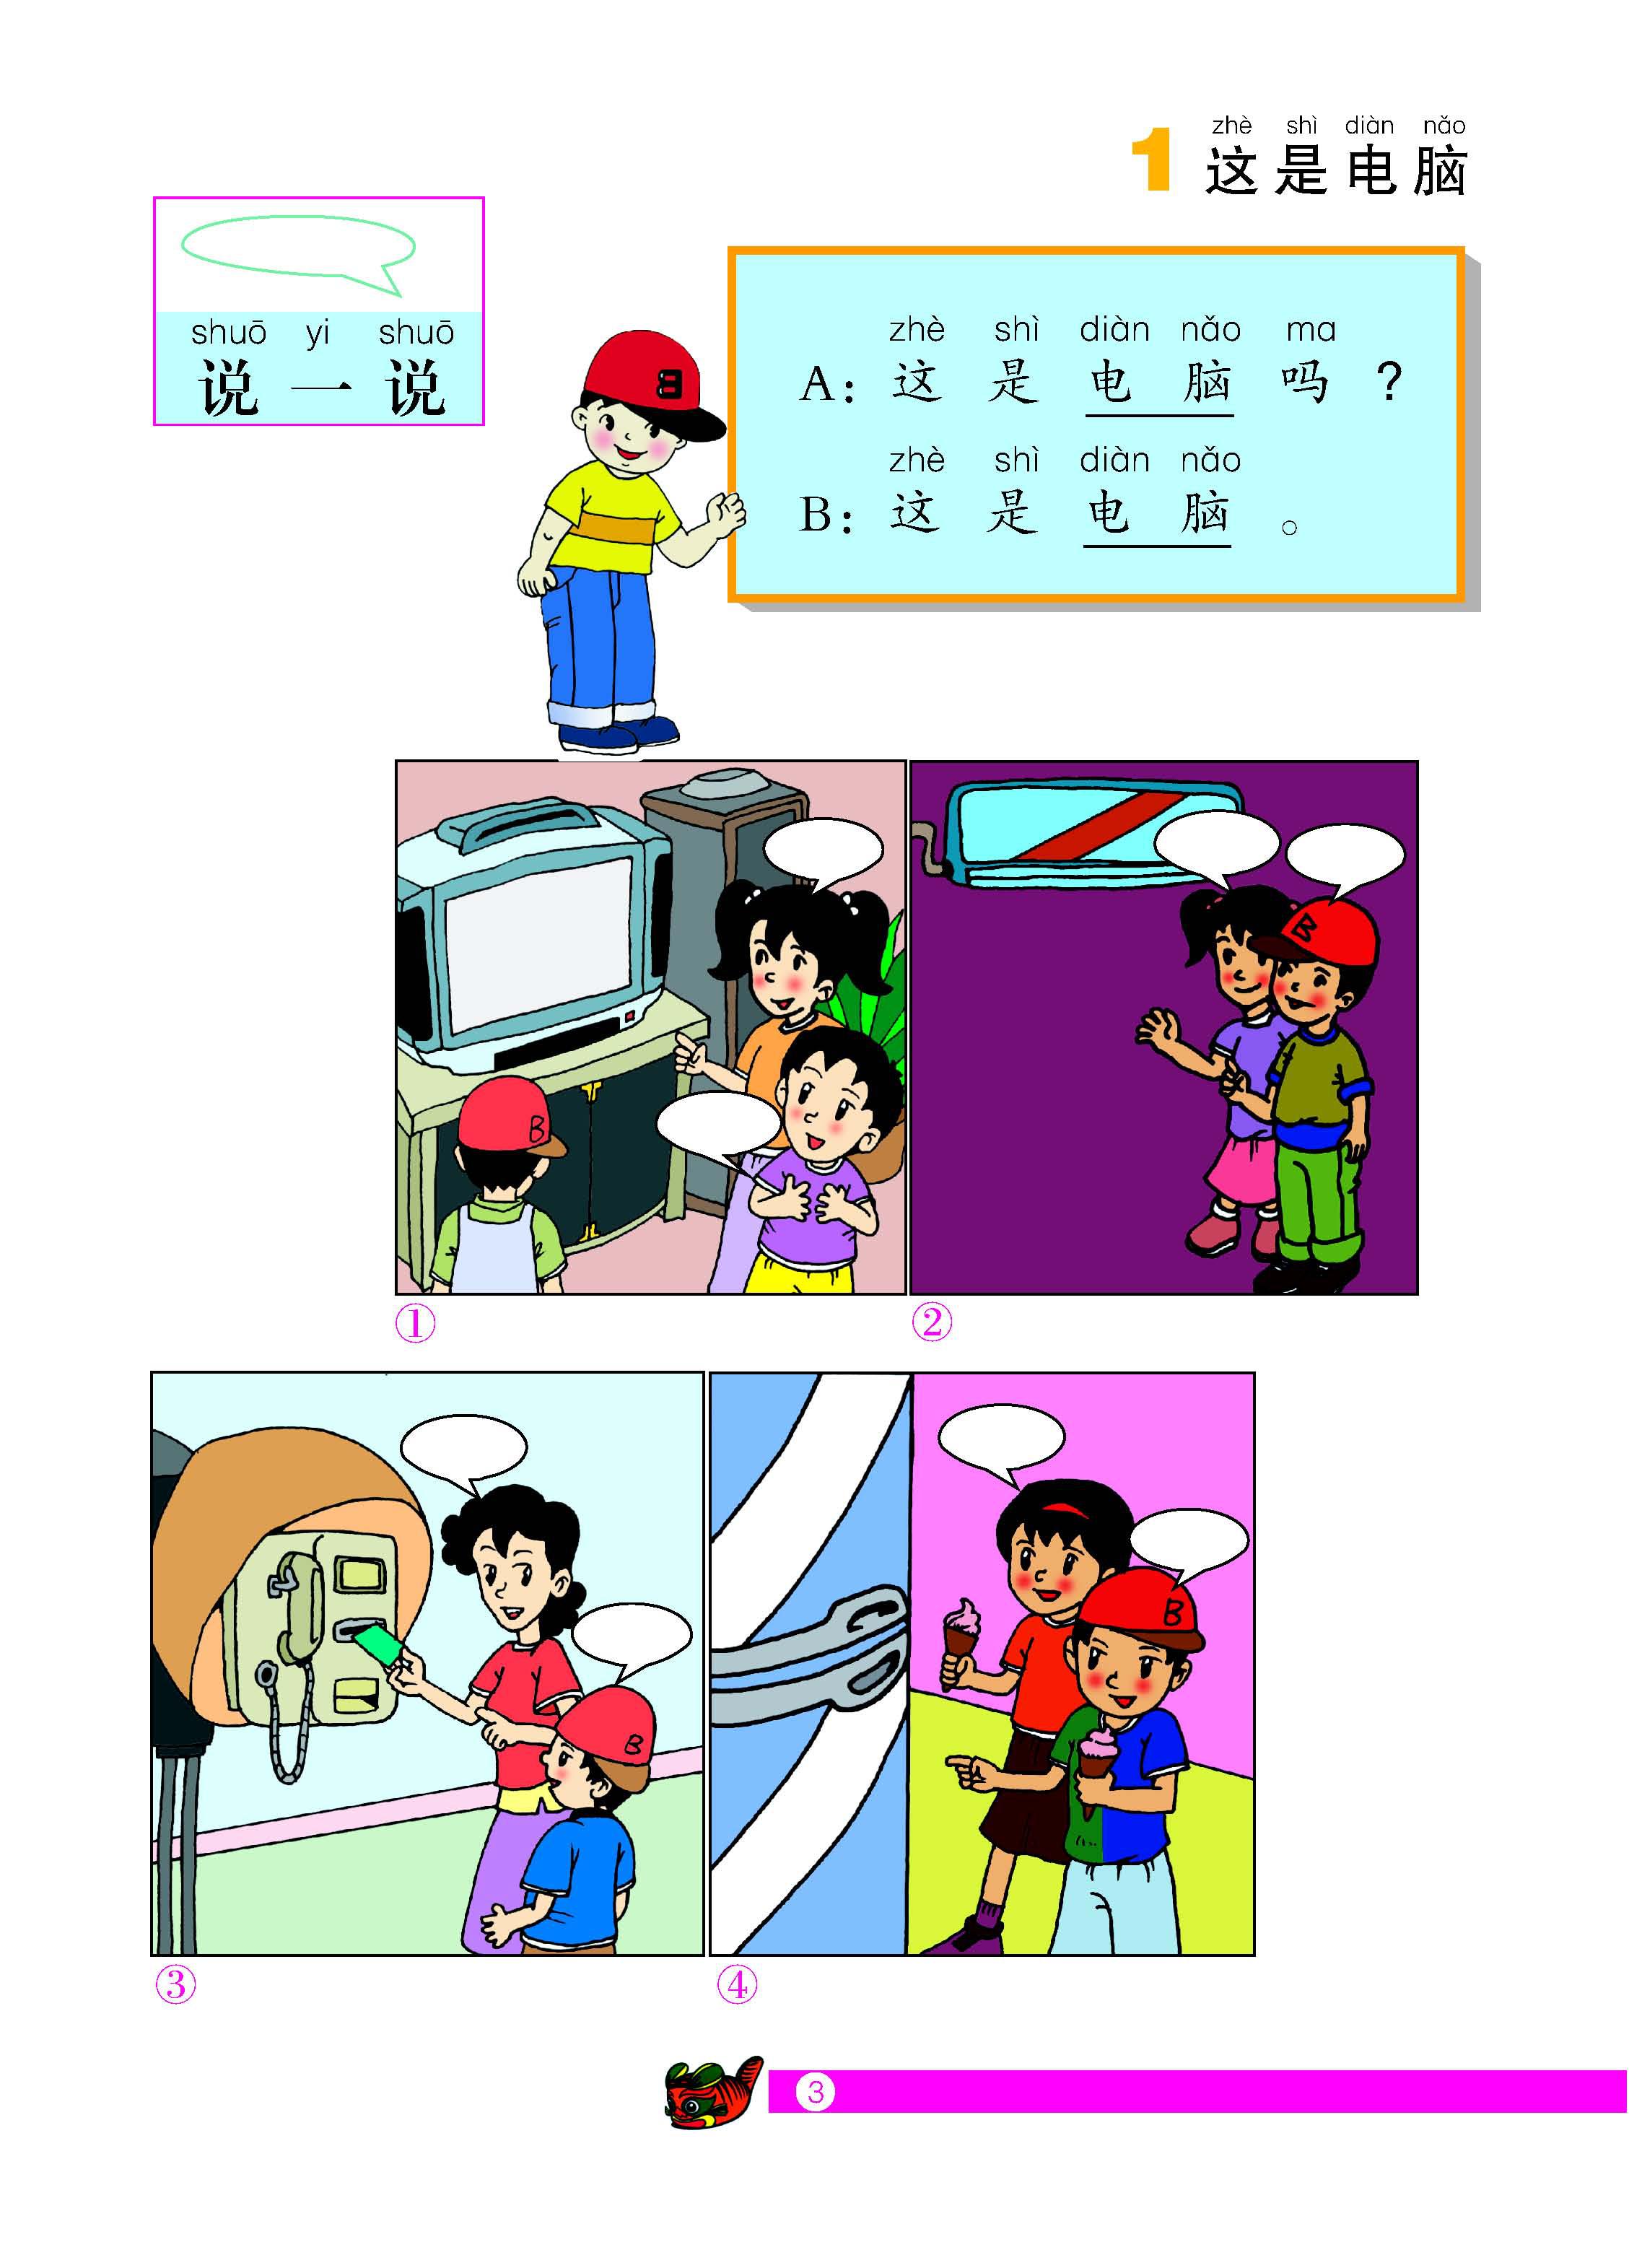 zhè shì diàn nǎo
1 这是电脑
shuō yi shuō
说一说
zhè shì diàn nǎo ma
A：这是电脑吗？
zhè shì diàn nǎo
B：这是电脑。
B
B
B
①
②
B
B
③
④
3